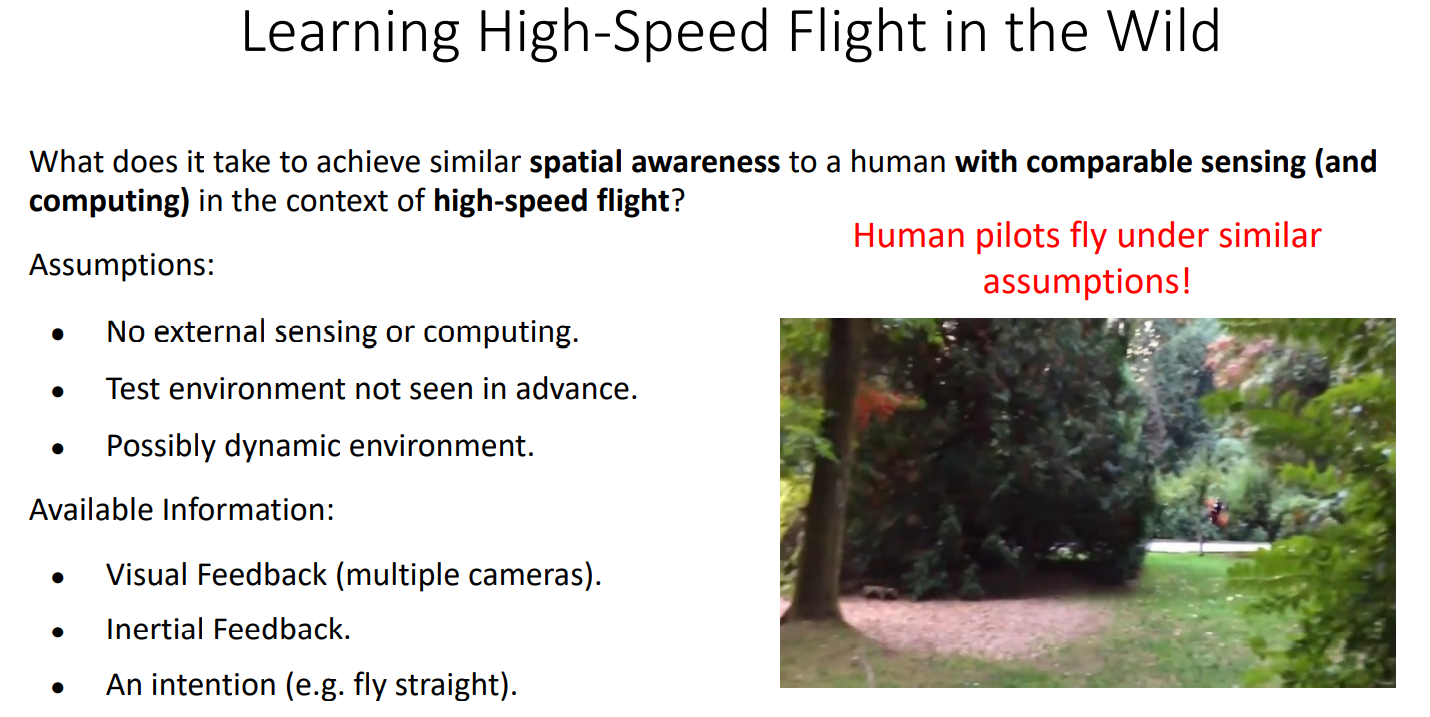 Learning High-Speed Flight in the Wild
What does it take to achieve similar spatial awareness to a human with comparable sensing (and
computing) in the context of high-speed flight?
Human pilots fly under similar
assumptions!
Assumptions:
● No external sensing or computing.
● Test environment not seen in advance.
● Possibly dynamic environment.
Available Information:
● Visual Feedback (multiple cameras).
● Inertial Feedback.
● An intention (e.g. fly straight).